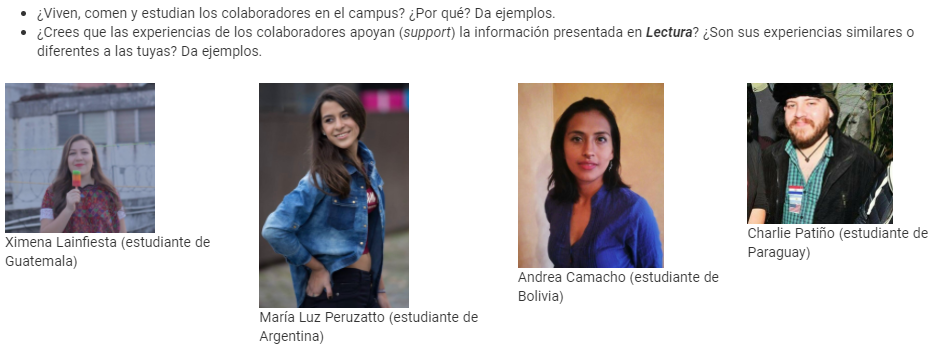 ¿Viven, comen y estudian los colaboradores en el campus? ¿Por qué? Da ejemplos.
¿Crees que las experiencias de los colaboradores apoyan (support) la información presentada en Lectura? ¿Son sus experiencias similares o
diferentes a las tuyas? Da ejemplos.
Ximena Lainfiesta (estudiante de
Guatemala)
María Luz Peruzatto (estudiante de
Argentina)
Andrea Camacho (estudiante de
Bolivia)
Charlie Patiño (estudiante de
Paraguay)